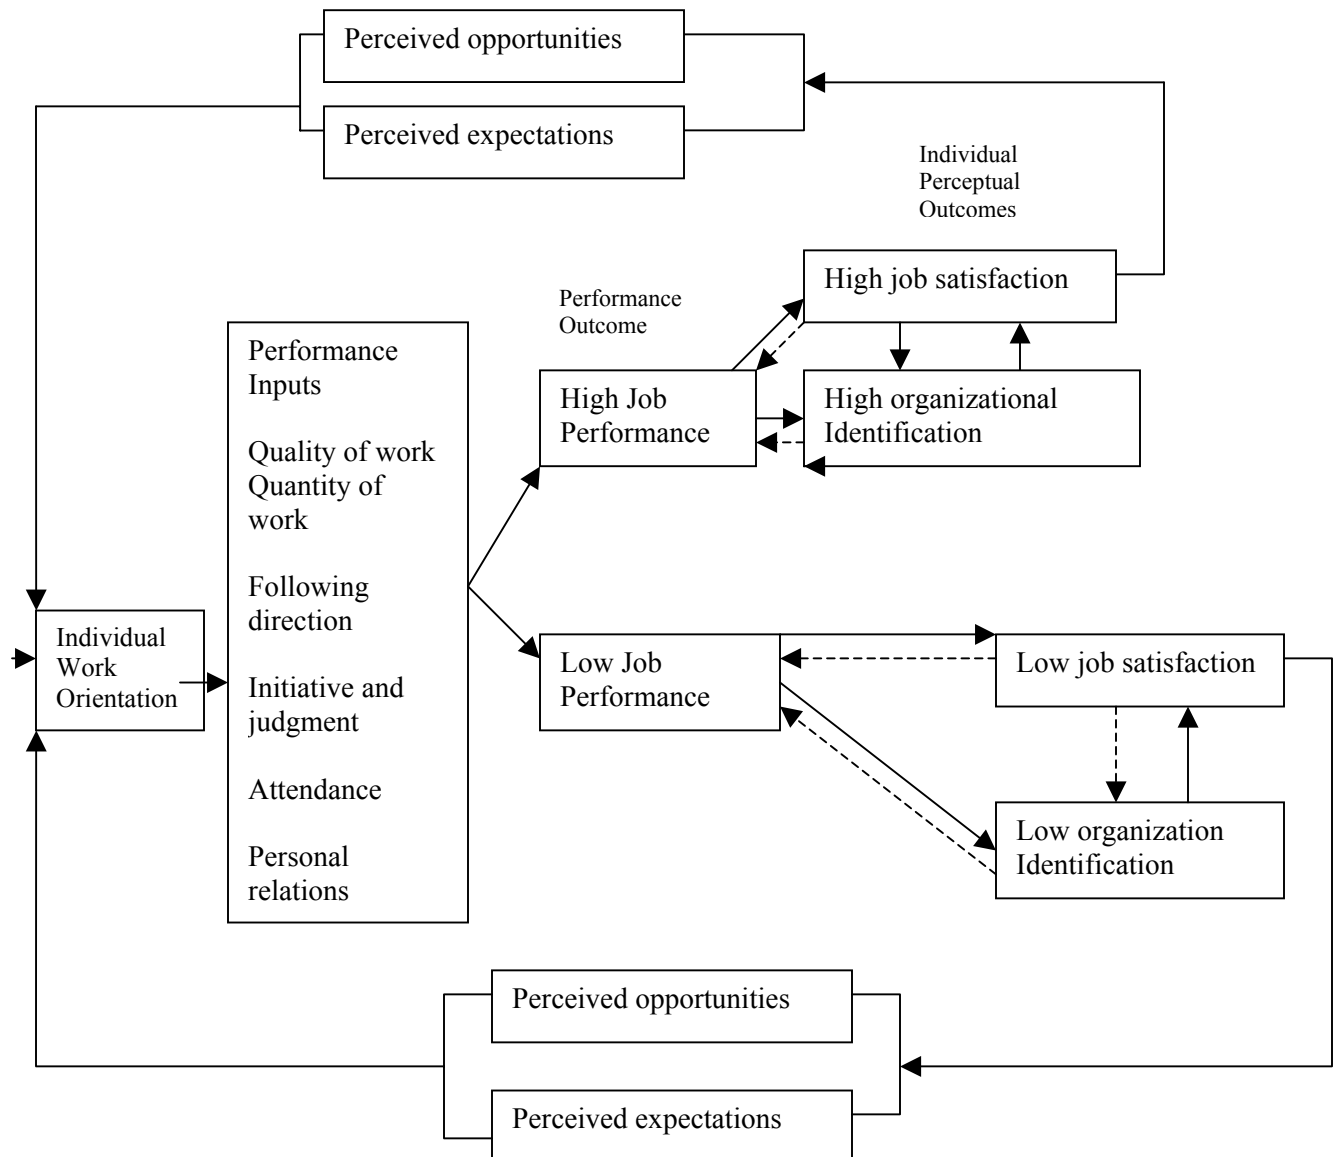 Perceived opportunities
Perceived expectations
Individual
Perceptual
Outcomes
High job satisfaction
Performance
Outcome
Performance
Inputs
Quality of work
Quantity of
work
Following
direction
Initiative and
judgment
Attendance
Personal
relations
High Job
Performance
High organizational
Identification
Individual
Work
Orientation
Low Job
Performance
Low job satisfaction
Low organization
Identification
Perceived opportunities
Perceived expectations